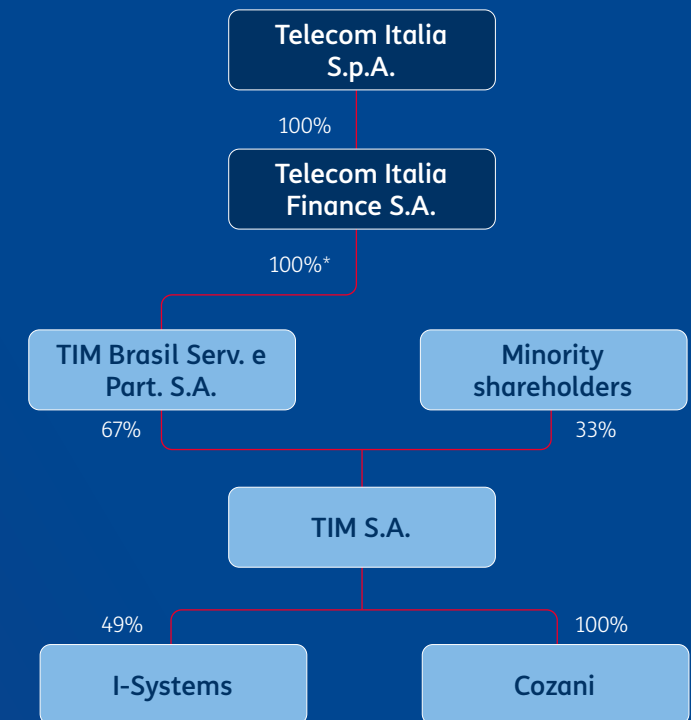 Telecom Italia
S.p.A.
100%
Telecom Italia
Finance S.A.
100%*
TIM Brasil Serv. e
Part. S.A.
Minority
shareholders
67%
33%
TIM S.A.
49%
100%
I-Systems
Cozani